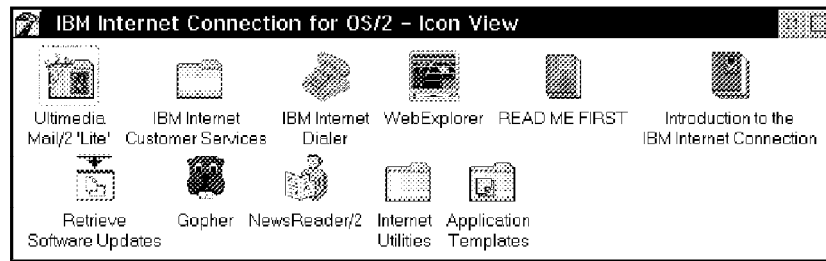 IBM Internet Connection for OS/2 – Icon View
Ultimedia
Mail/2 'Lite'
IBM Internet
Customer Services
IBM Internet
Dialer
WebExplorer
READ ME FIRST
Introduction to the
IBM Internet Connection
Retrieve
Software Updates
Gopher
NewsReader/2
Internet
Utilities
Application
Templates